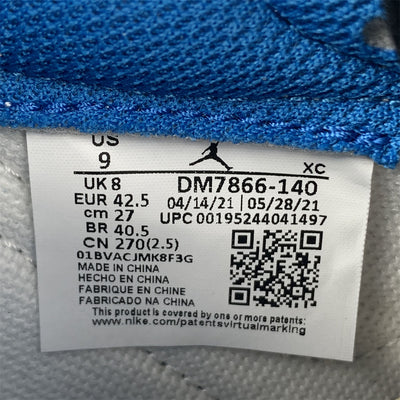 US
9
XC
UK 8
DM7866-140
EUR 42.5
04/14/21 | 05/28/21
cm 27
UPC 00195244041497
BR 40.5
CN 270(2.5)
01BVACJMK8F3G
MADE IN CHINA
HECHO EN CHINA
FABRIQUE EN CHINE
FABRICADO NA CHINA
This product is covered by one or more patents. See
www.nike.com/patentsvirtualmarking